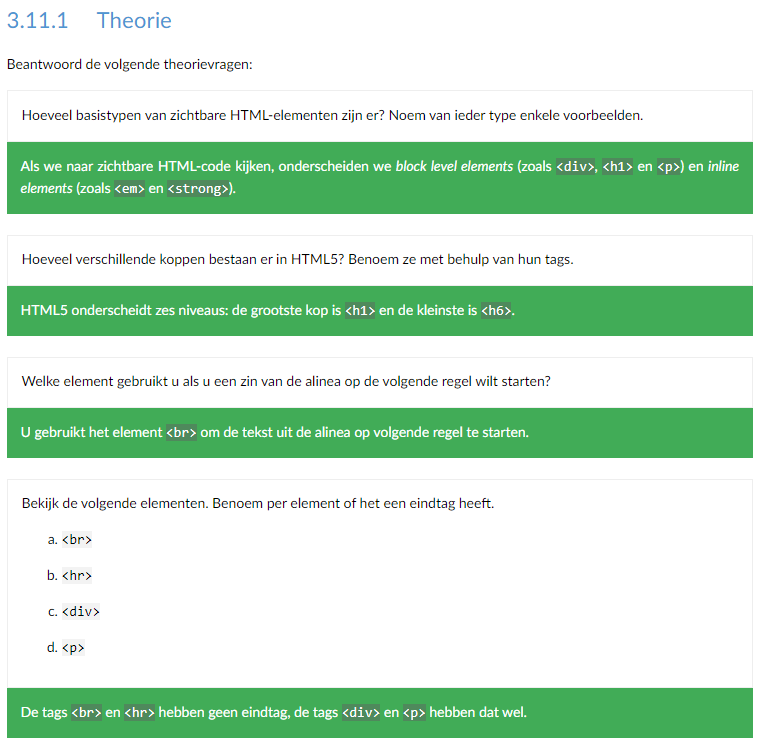 3.11.1 Theorie
Beantwoord de volgende theorievragen:
Hoeveel basistypen van zichtbare HTML-elementen zijn er? Noem van ieder type enkele voorbeelden.
Als we naar zichtbare HTML-code kijken, onderscheiden we block level elements (zoals <div>, <h1> en <p>) en inline
elements (zoals <em> en <strong>).
Hoeveel verschillende koppen bestaan er in HTML5? Benoem ze met behulp van hun tags.
HTML5 onderscheidt zes niveaus: de grootste kop is <h1> en de kleinste is <h6>.
Welke element gebruikt u als u een zin van de alinea op de volgende regel wilt starten?
U gebruikt het element <br> om de tekst uit de alinea op volgende regel te starten.
Bekijk de volgende elementen. Benoem per element of het een eindtag heeft.
a. <br>
b. <hr>
c. <div>
d. <p>
De tags <br> en <hr> hebben geen eindtag, de tags <div> en <p> hebben dat wel.